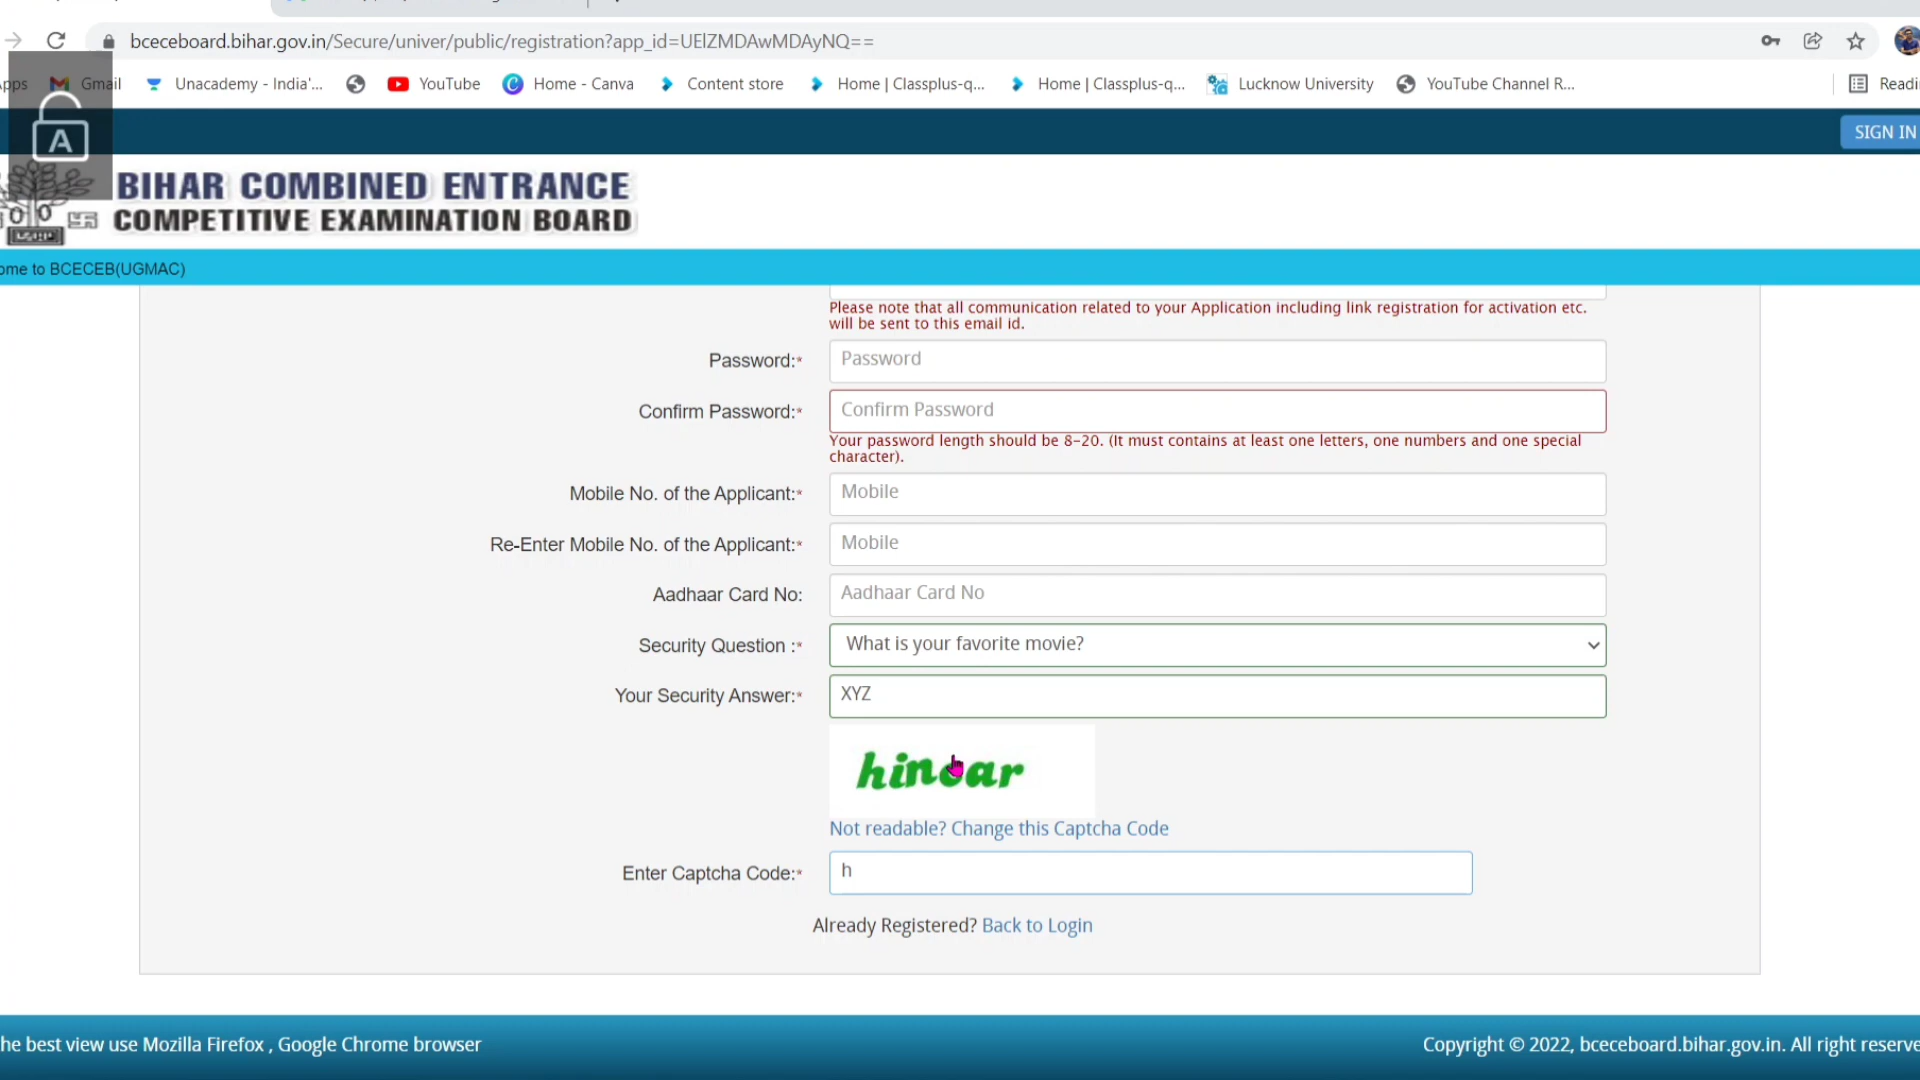 bceceboard.bihar.gov.in/Secure/univer/public/registration?app_id=UElZMDAwMDAyNQ==
Apps Gmail Unacademy - India'... YouTube Home - Canva Content store Home | Classplus-q... Home | Classplus-q... Lucknow University YouTube Channel R... Readi
A
SIGN IN
BIHAR COMBINED ENTRANCE
COMPETITIVE EXAMINATION BOARD
ome to BCECEB(UGMAC)
Please note that all communication related to your Application including link registration for activation etc.
will be sent to this email id.
Password:* Password
Confirm Password:* Confirm Password
Your password length should be 8-20. (It must contains at least one letters, one numbers and one special
character).
Mobile No. of the Applicant:* Mobile
Re-Enter Mobile No. of the Applicant:* Mobile
Aadhaar Card No: Aadhaar Card No
Security Question :* What is your favorite movie?
Your Security Answer:* XYZ
Not readable? Change this Captcha Code
Enter Captcha Code:* h
Already Registered? Back to Login
he best view use Mozilla Firefox , Google Chrome browser
Copyright © 2022, bceceboard.bihar.gov.in. All right reserve